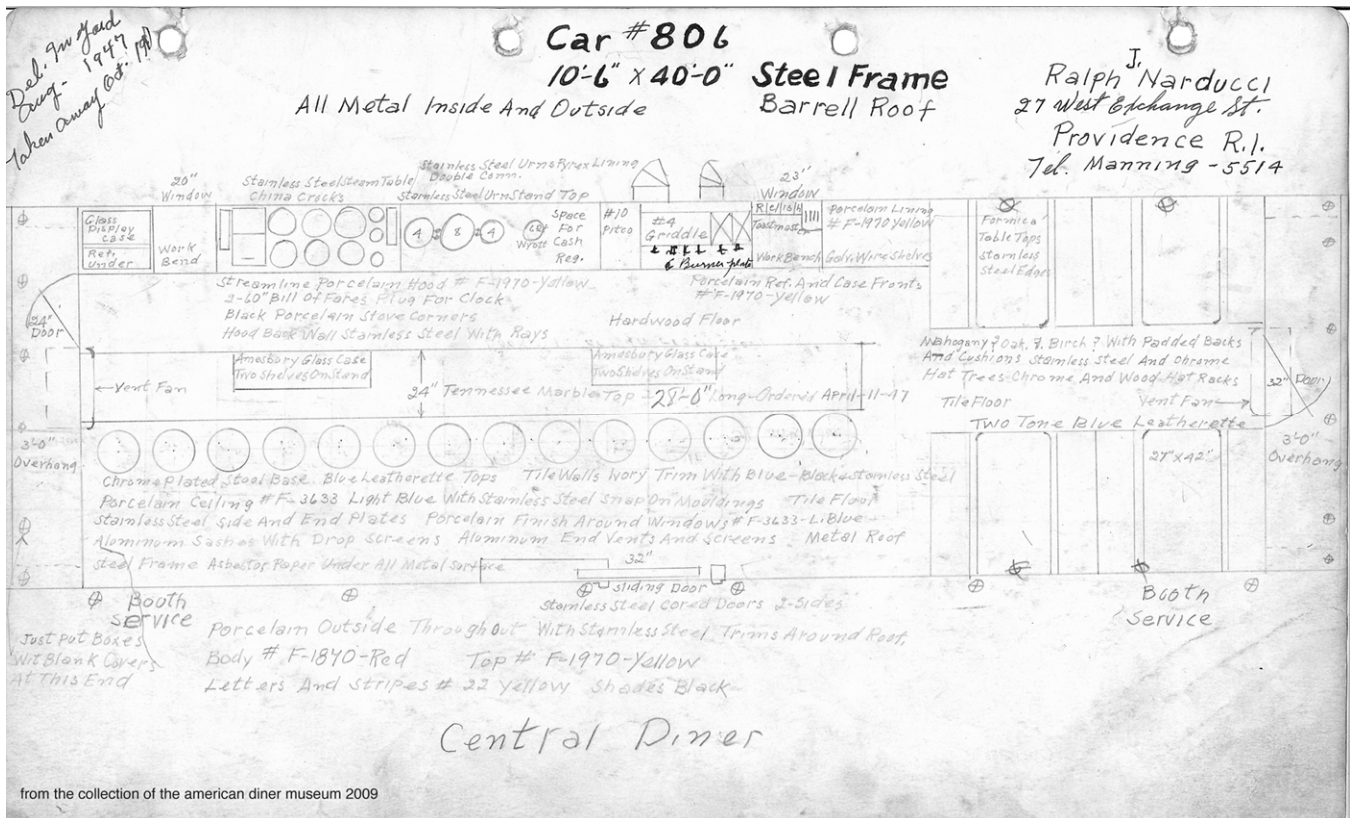 Del. In Yard
Aug- 1947
Taken away Oct.
Car #806
10'-6" X 40'-0" Steel Frame
All Metal Inside And Outside
Barrell Roof
Ralph J. Narducci
27 West Exchange St.
Providence R.I.
Tel. Manning - 5514
20"
Window
Stainless Steel Steam Table
China Crocks
Stainless Steel Urns Pyrex Lining
Double Conn.
Stainless Steel Urn Stand Top
23"
Window
Glass
Display
Case
Ref.
Under
Work
Bend
4
8
4
Wyott
Space
For
Cash
Reg.
#10
Pitco
#4
Griddle
6 Burner plate
Toastmaster
Work Bench
Porcelain Lining
# F-1970 Yellow
Galv. Wire Shelves
Formica
Table Tops
Stainless
Steel Edges
Streamline Porcelain Hood # F-1970-Yellow
2-60" Bill Of Fares Plug For Clock
Black Porcelain Stove Corners
Hood Back Wall Stainless Steel With Rays
Porcelain Ref. And Case Fronts
# F-1970-Yellow
Hardwood Floor
24"
Door
Amesbury Glass Case
Two Shelves On Stand
Amesbury Glass Case
Two Shelves On Stand
Vent Fan
24" Tennessee Marble Top - 28'-0" Long-Ordered April-11-47
Mahogany ? Oak ? Birch ? With Padded Backs
And Cushions Stainless Steel And Chrome
Hat Trees-Chrome And Wood Hat Racks
Tile Floor
Vent Fan
Two Tone Blue Leatherette
32" Door
3'-0"
Overhang
3'-0"
Overhang
27"x42"
Chrome Plated Stool Base Blue Leatherette Tops Tile Walls Ivory Trim With Blue-Black & Stainless Steel
Porcelain Ceiling # F-3633 Light Blue With Stainless Steel Snap On Mouldings Tile Floor
Stainless Steel Side And End Plates Porcelain Finish Around Windows # F-3633-Li Blue
Aluminum Sashes With Drop Screens Aluminum End Vents And Screens Metal Roof
Steel Frame Asbestos Paper Under All Metal Surface
32"
Sliding Door
Stainless Steel Cored Doors 2-Sides
Booth
Service
Booth
Service
Just Put Boxes
Wit Blank Covers
At This End
Porcelain Outside Throughout With Stainless Steel Trims Around Roof.
Body # F-1840-Red Top # F-1970-Yellow
Letters And Stripes # 22 Yellow Shades Black
Central Diner
from the collection of the american diner museum 2009